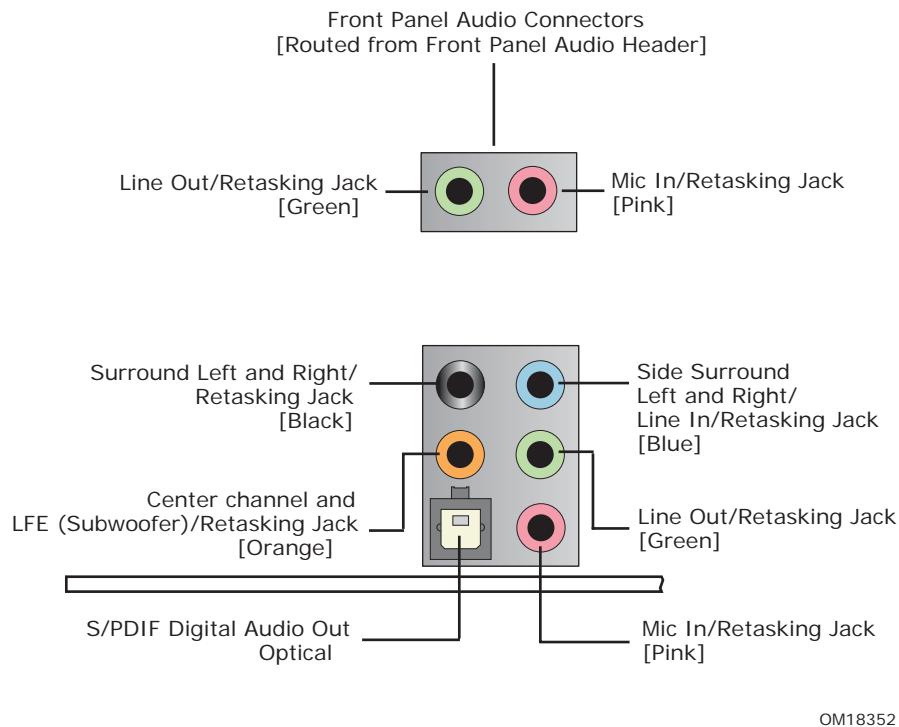 Front Panel Audio Connectors
[Routed from Front Panel Audio Header]
Line Out/Retasking Jack
[Green]
Mic In/Retasking Jack
[Pink]
Surround Left and Right/
Retasking Jack
[Black]
Side Surround
Left and Right/
Line In/Retasking Jack
[Blue]
Center channel and
LFE (Subwoofer)/Retasking Jack
[Orange]
Line Out/Retasking Jack
[Green]
S/PDIF Digital Audio Out
Optical
Mic In/Retasking Jack
[Pink]
OM18352